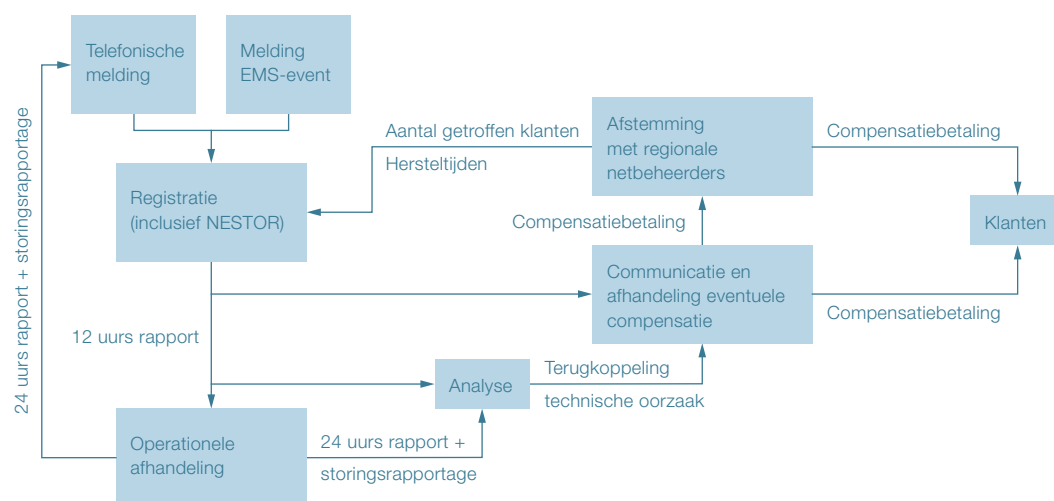 Telefonische
melding
Melding
EMS-event
24 uurs rapport + storingsrapportage
Aantal getroffen klanten
Hersteltijden
Afstemming
met regionale
netbeheerders
Compensatiebetaling
Registratie
(inclusief NESTOR)
Compensatiebetaling
Klanten
Communicatie en
afhandeling eventuele
compensatie
Compensatiebetaling
12 uurs rapport
Analyse
Terugkoppeling
technische oorzaak
Operationele
afhandeling
24 uurs rapport +
storingsrapportage